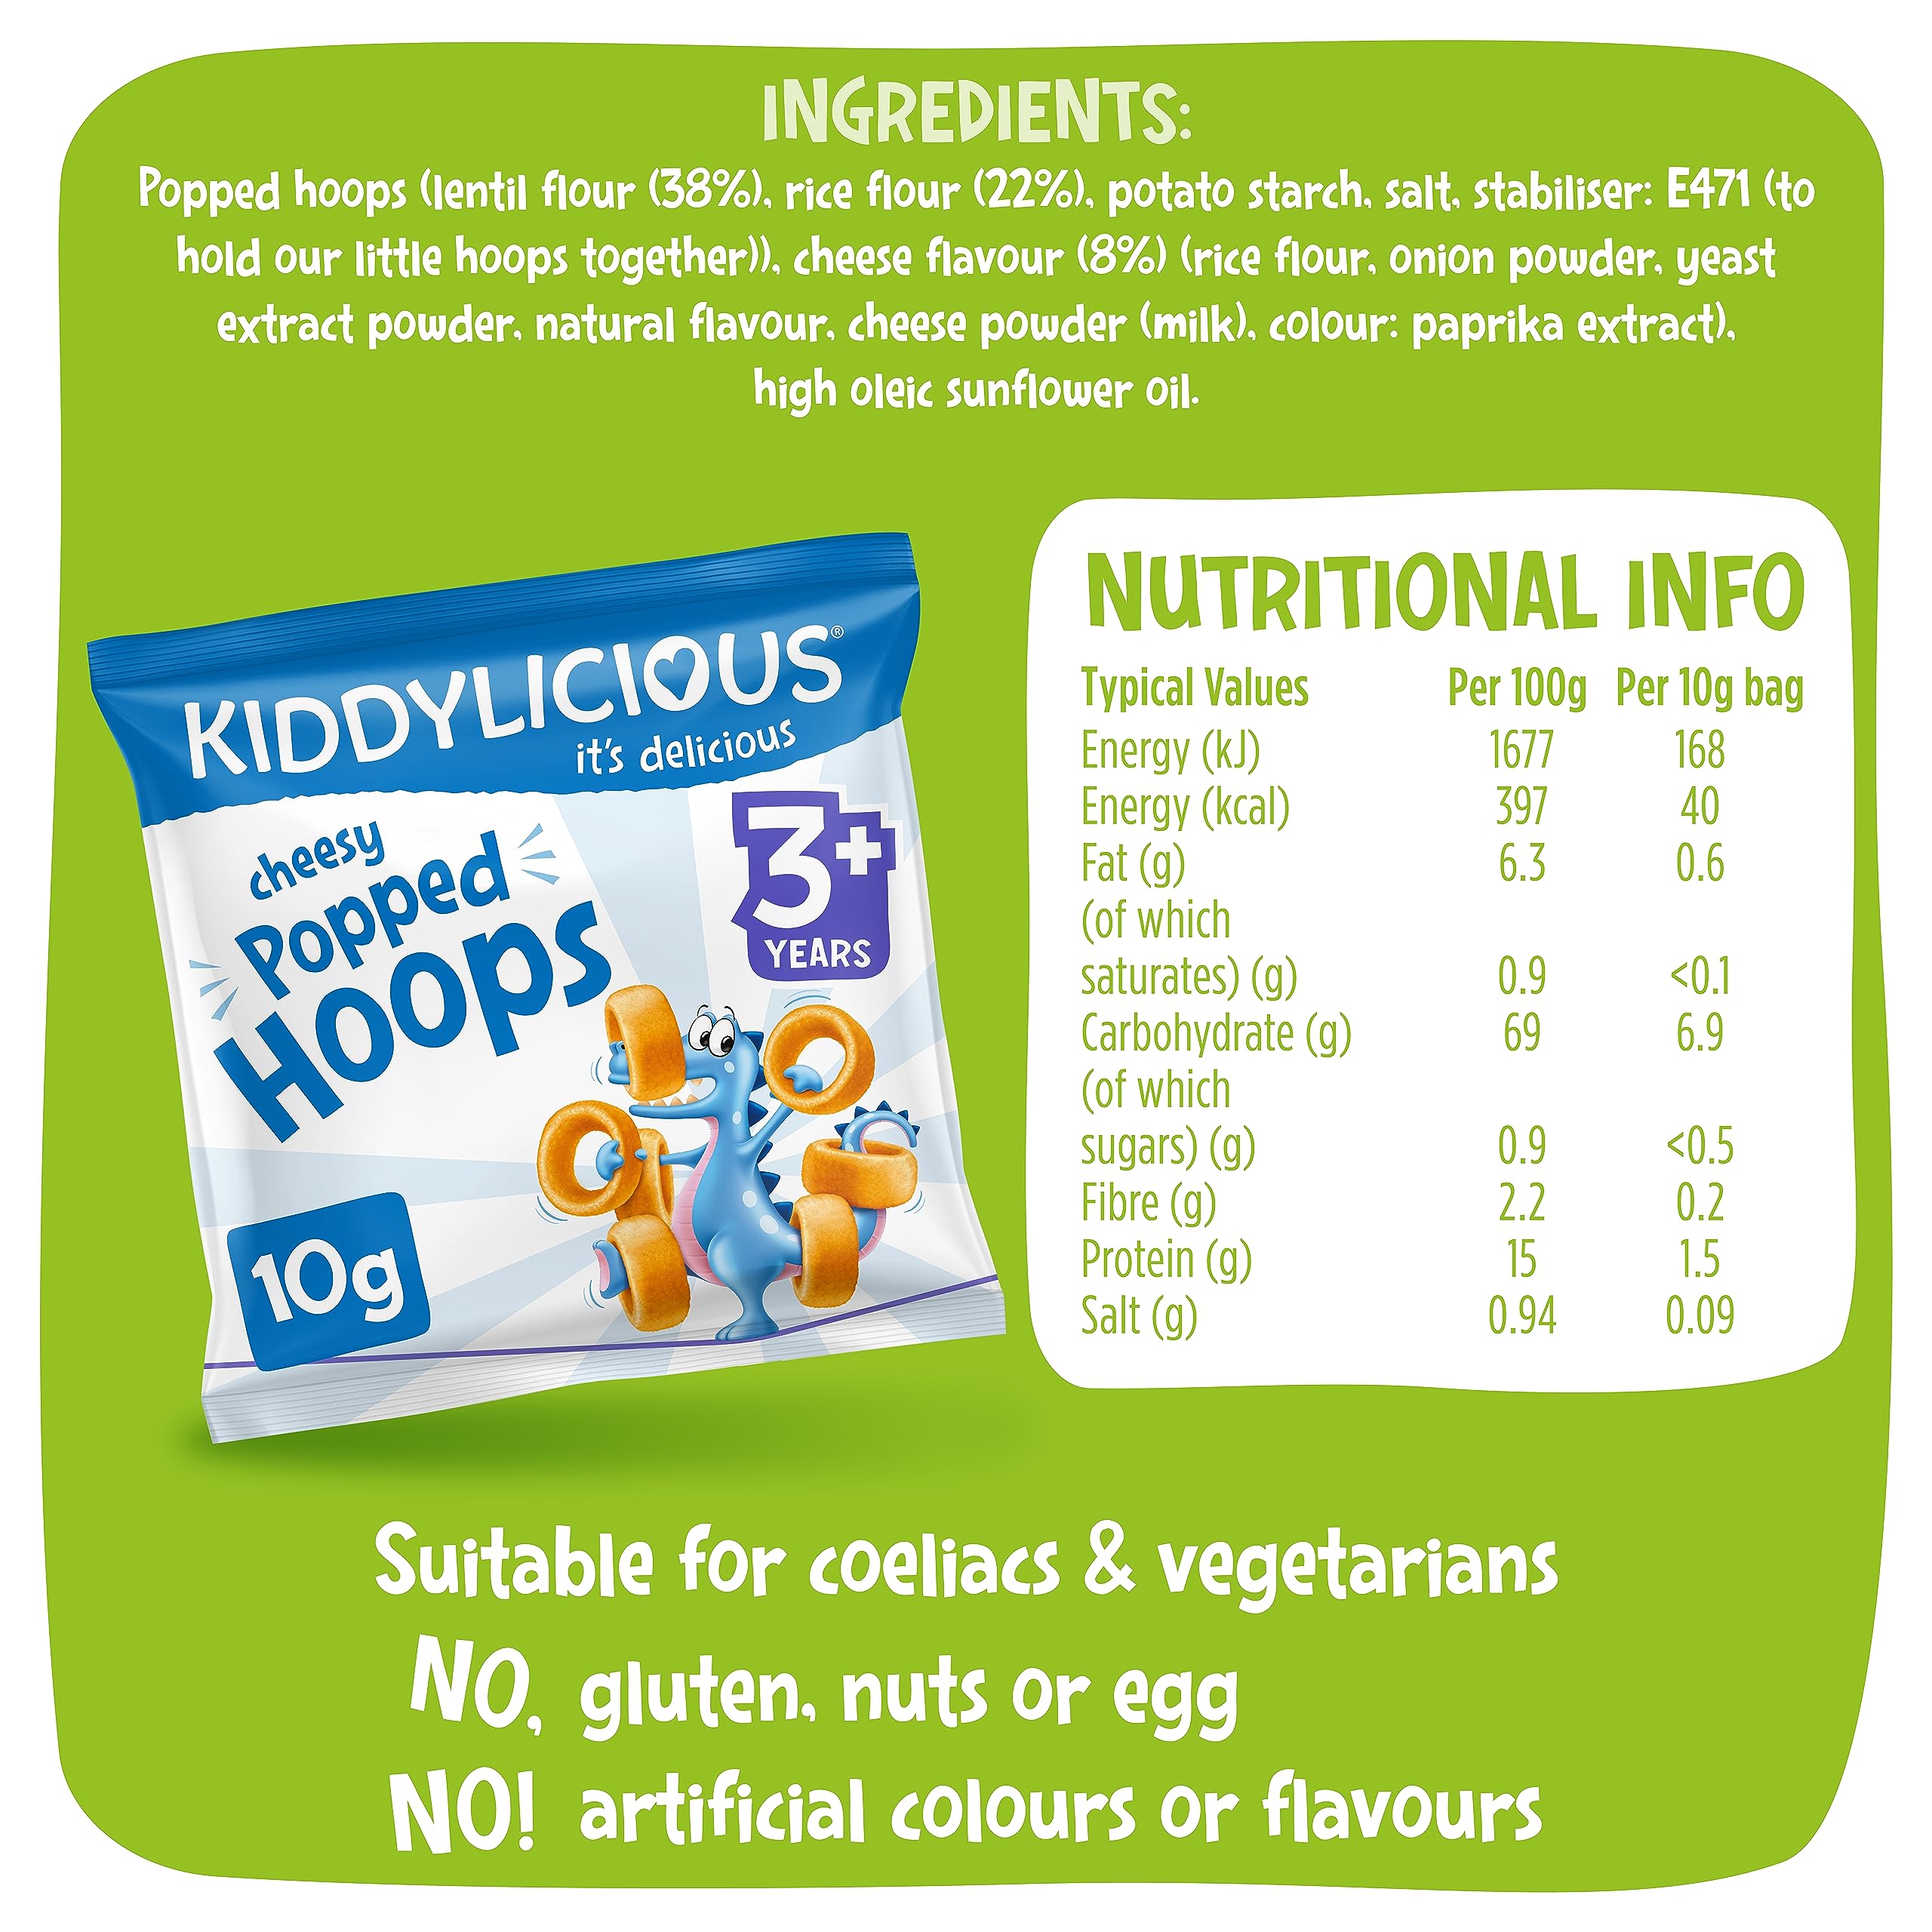 INGREDIENTS:
Popped hoops (lentil flour (38%), rice flour (22%), potato starch, salt, stabiliser: E471 (to
hold our little hoops together)), cheese flavour (8%) (rice flour, onion powder, yeast
extract powder, natural flavour, cheese powder (milk), colour: paprika extract),
high oleic sunflower oil.
KIDDYLICIOUS®
it's delicious
cheesy
Popped
Hoops
3+
YEARS
10g
NUTRITIONAL INFO
Typical Values Per 100g Per 10g bag
Energy (kJ) 1677 168
Energy (kcal) 397 40
Fat (g) 6.3 0.6
(of which
saturates) (g) 0.9 <0.1
Carbohydrate (g) 69 6.9
(of which
sugars) (g) 0.9 <0.5
Fibre (g) 2.2 0.2
Protein (g) 15 1.5
Salt (g) 0.94 0.09
Suitable for coeliacs & vegetarians
NO, gluten, nuts or egg
NO! artificial colours or flavours